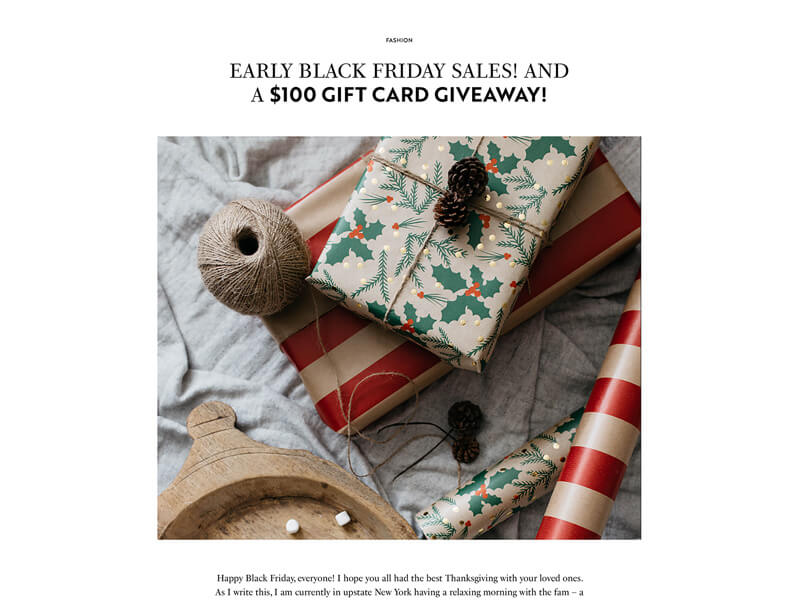 FASHION
EARLY BLACK FRIDAY SALES! AND
A $100 GIFT CARD GIVEAWAY!
Happy Black Friday, everyone! I hope you all had the best Thanksgiving with your loved ones.
As I write this, I am currently in upstate New York having a relaxing morning with the fam – a